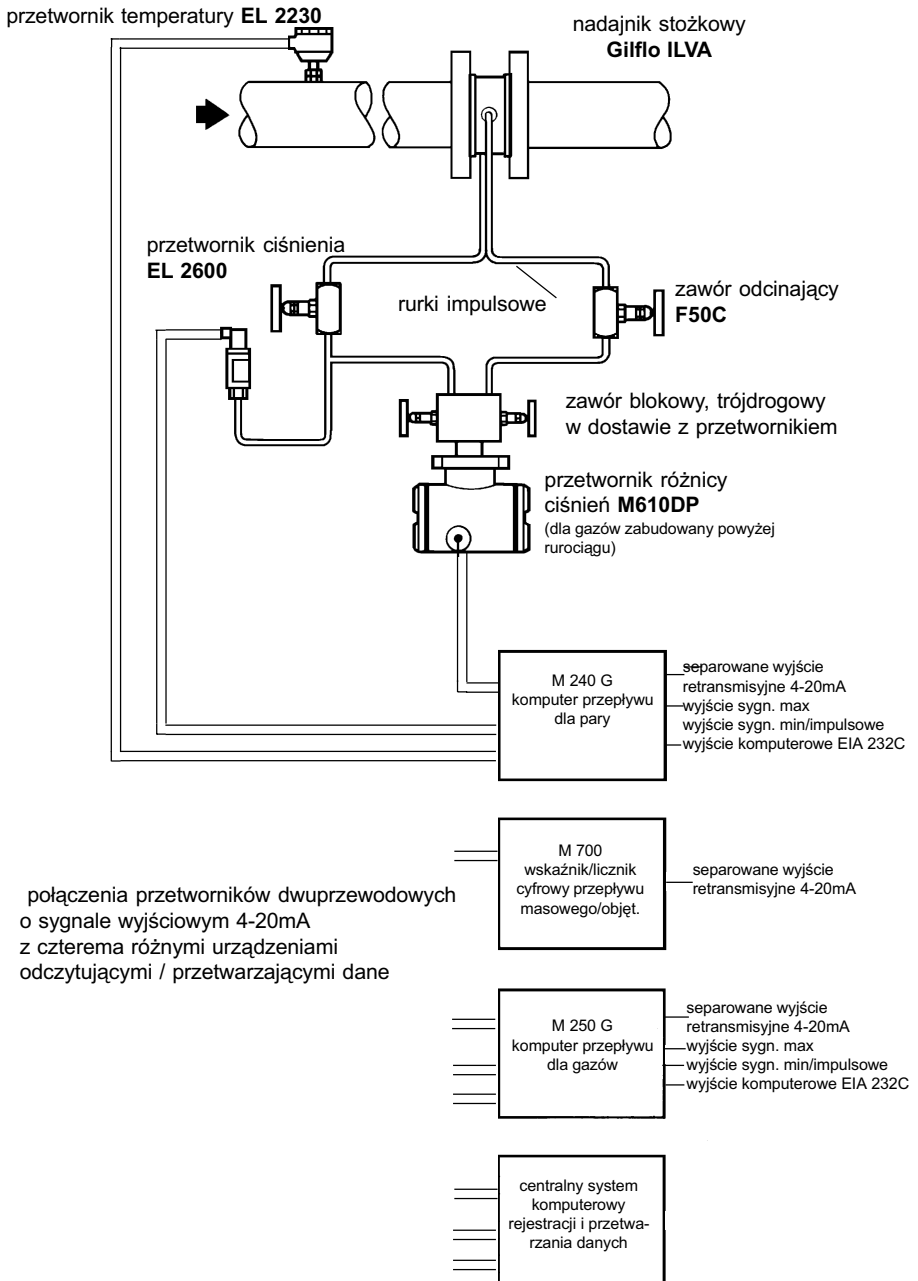 przetwornik temperatury EL 2230
nadajnik stożkowy
Gilflo ILVA
przetwornik ciśnienia
EL 2600
rurki impulsowe
zawór odcinający
F50C
zawór blokowy, trójdrogowy
w dostawie z przetwornikiem
przetwornik różnicy
ciśnień M610DP
(dla gazów zabudowany powyżej
rurociągu)
M 240 G
komputer przepływu
dla pary
separowane wyjście
retransmisyjne 4-20mA
wyjście sygn. max
wyjście sygn. min/impulsowe
wyjście komputerowe EIA 232C
M 700
wskaźnik/licznik
cyfrowy przepływu
masowego/objęt.
separowane wyjście
retransmisyjne 4-20mA
połączenia przetworników dwuprzewodowych
o sygnale wyjściowym 4-20mA
z czterema różnymi urządzeniami
odczytującymi / przetwarzającymi dane
M 250 G
komputer przepływu
dla gazów
separowane wyjście
retransmisyjne 4-20mA
wyjście sygn. max
wyjście sygn. min/impulsowe
wyjście komputerowe EIA 232C
centralny system
komputerowy
rejestracji i przetwa-
rzania danych